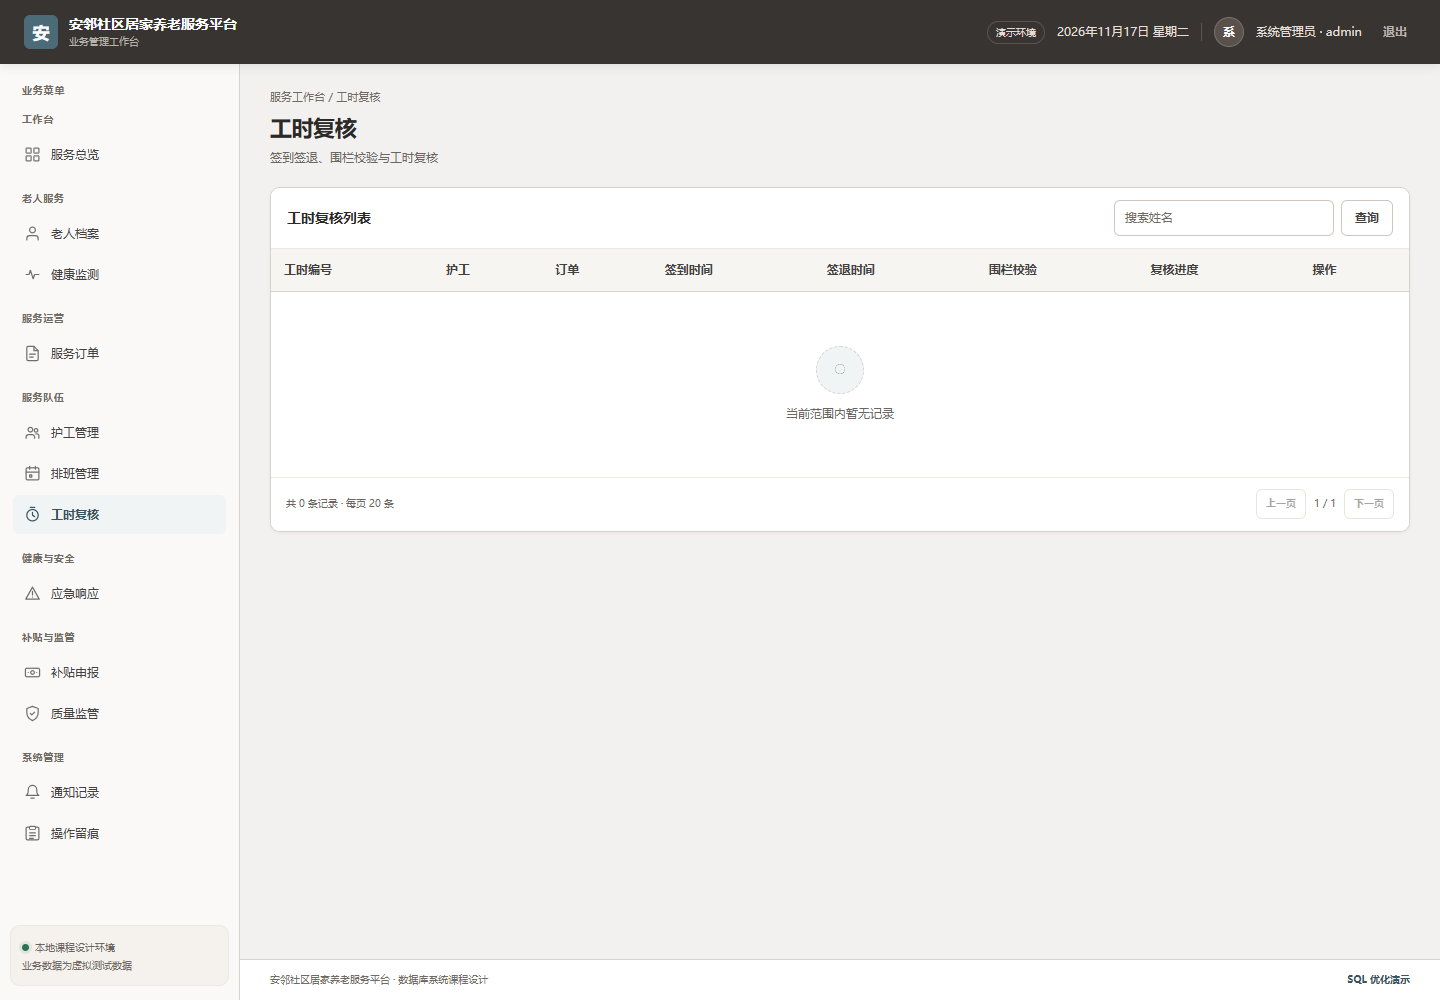 安 安邻社区居家养老服务平台
业务管理工作台
演示环境 2026年11月17日 星期二 系 系统管理员 · admin 退出
业务菜单
工作台
服务总览
老人服务
老人档案
健康监测
服务运营
服务订单
服务队伍
护工管理
排班管理
工时复核
健康与安全
应急响应
补贴与监管
补贴申报
质量监管
系统管理
通知记录
操作留痕
本地课程设计环境
业务数据为虚拟测试数据
服务工作台 / 工时复核
工时复核
签到签退、围栏校验与工时复核
工时复核列表 搜索姓名 查询
工时编号 护工 订单 签到时间 签退时间 围栏校验 复核进度 操作
当前范围内暂无记录
共 0 条记录 · 每页 20 条 上一页 1 / 1 下一页
安邻社区居家养老服务平台 · 数据库系统课程设计 SQL 优化演示